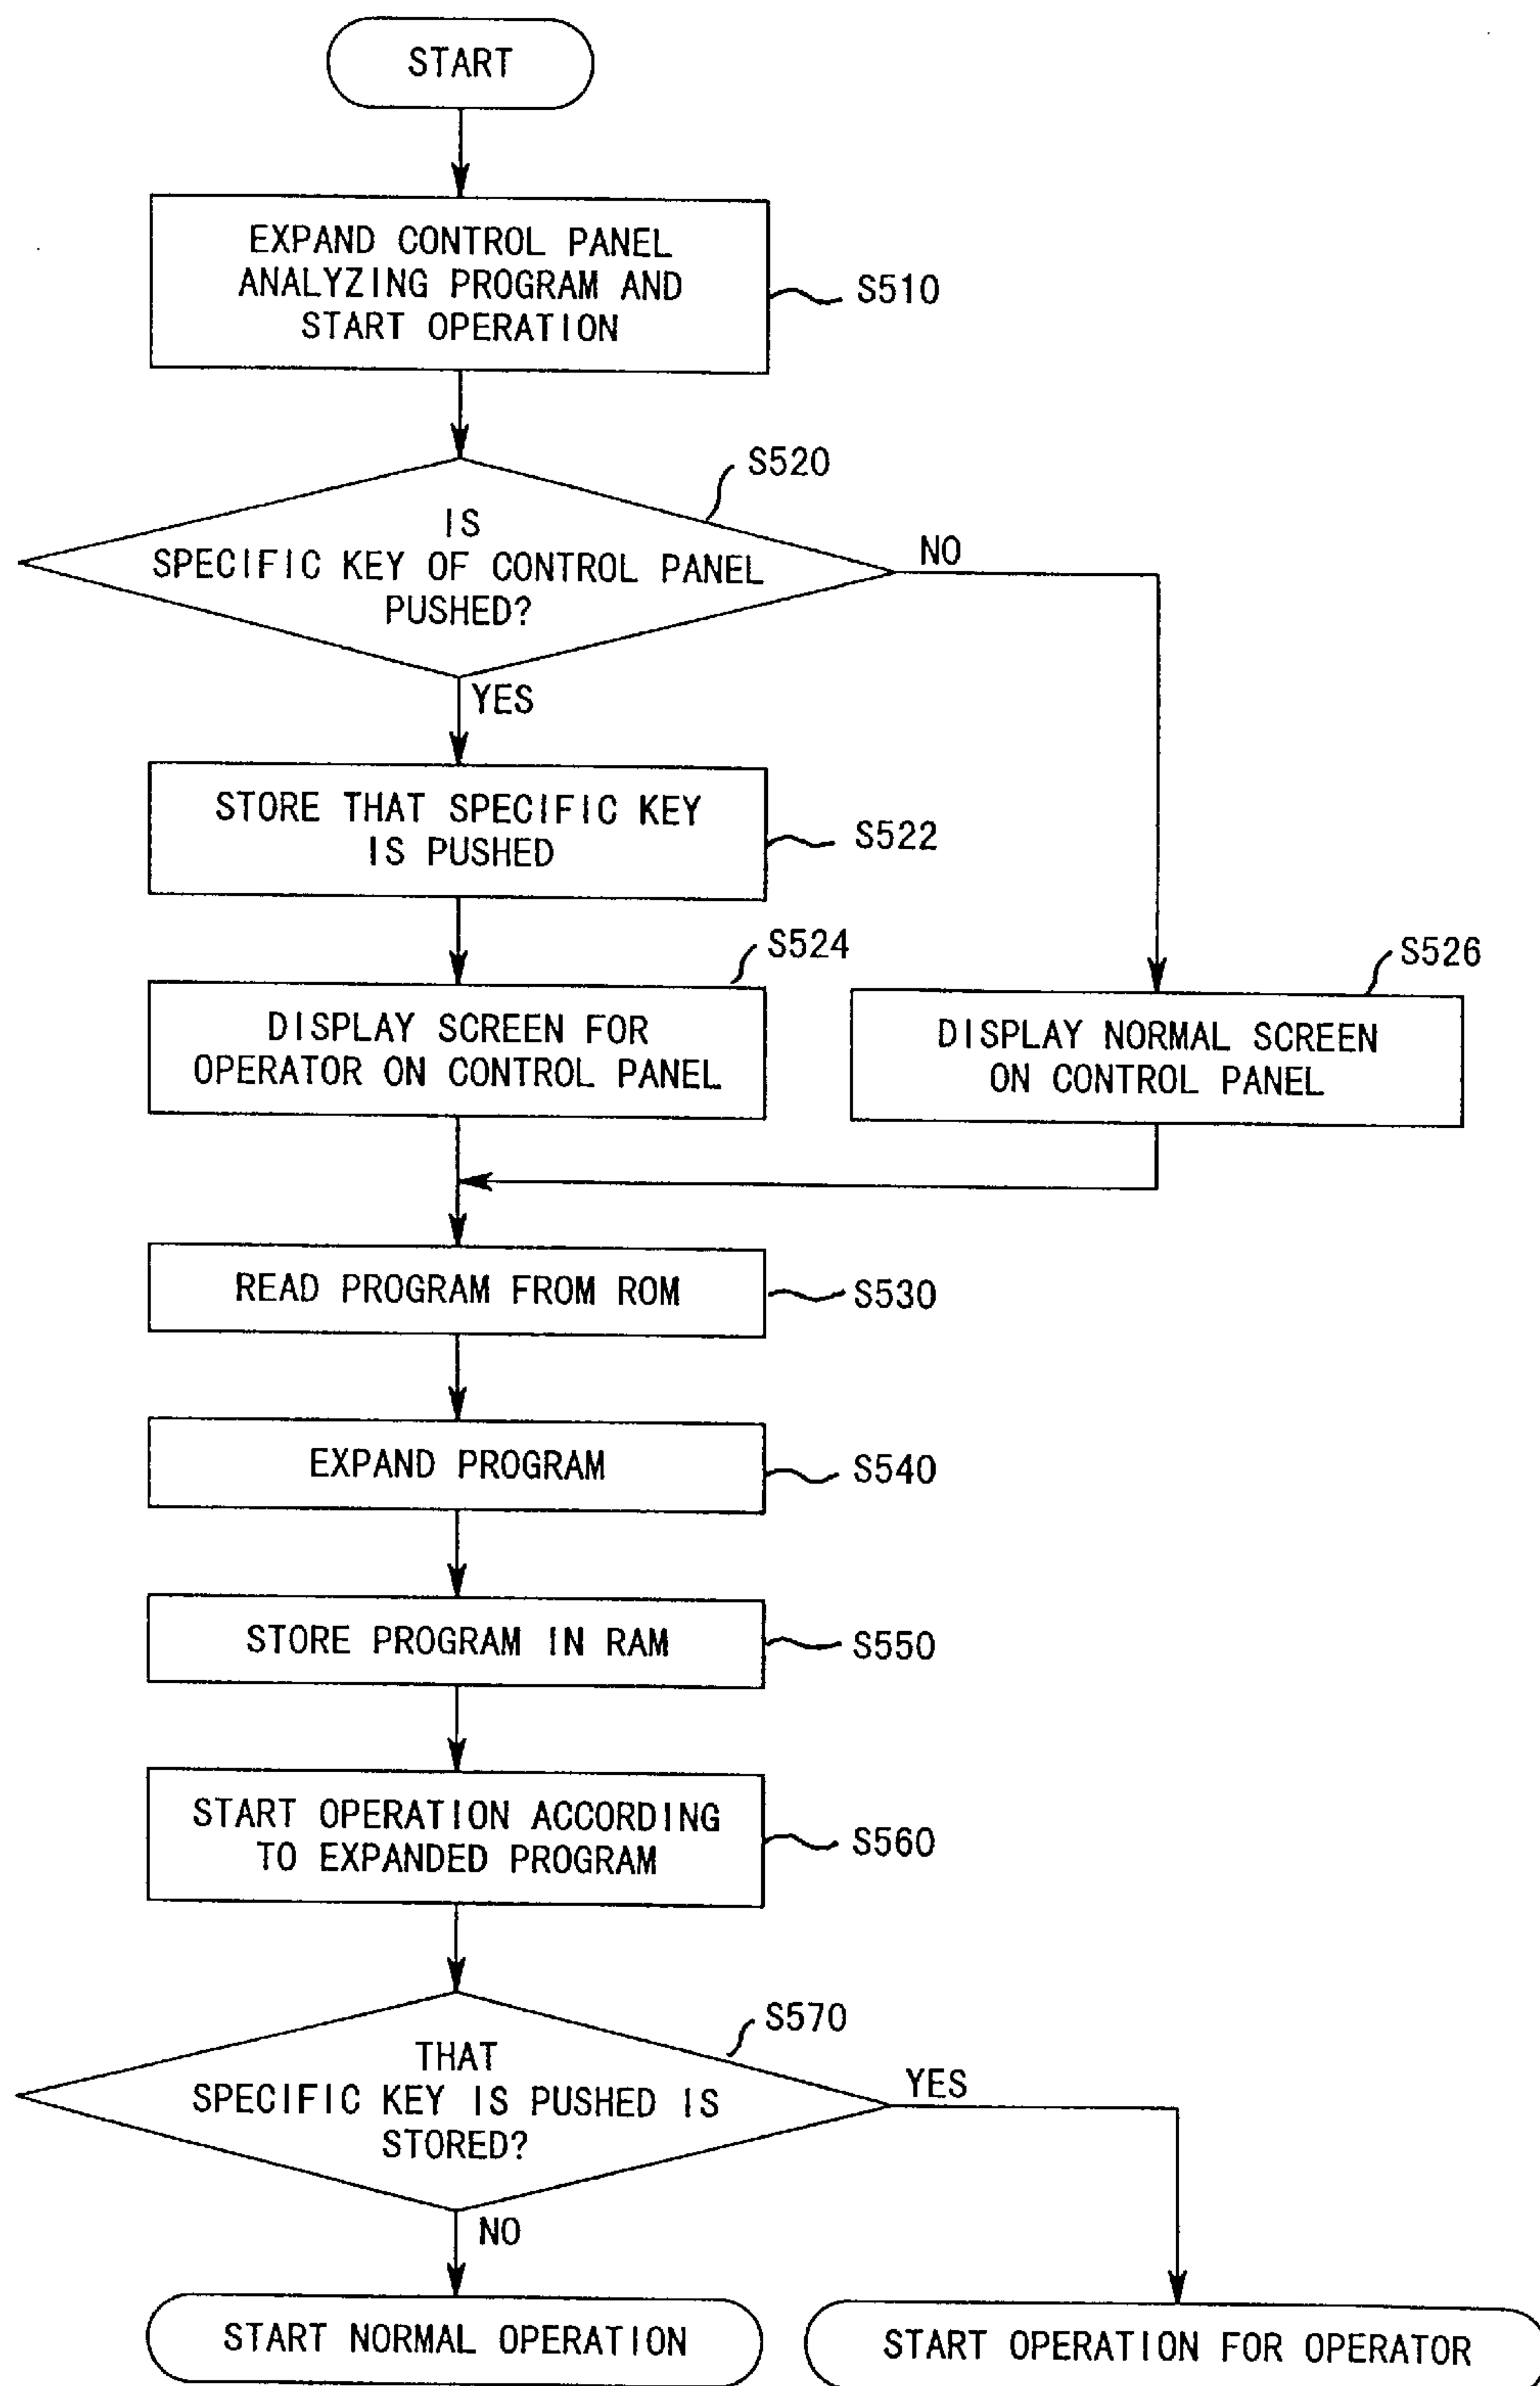 START
EXPAND CONTROL PANEL
ANALYZING PROGRAM AND
START OPERATION
S510
S520
IS
SPECIFIC KEY OF CONTROL PANEL
PUSHED?
NO
YES
STORE THAT SPECIFIC KEY
IS PUSHED
S522
S524
DISPLAY SCREEN FOR
OPERATOR ON CONTROL PANEL
S526
DISPLAY NORMAL SCREEN
ON CONTROL PANEL
READ PROGRAM FROM ROM
S530
EXPAND PROGRAM
S540
STORE PROGRAM IN RAM
S550
START OPERATION ACCORDING
TO EXPANDED PROGRAM
S560
S570
THAT
SPECIFIC KEY IS PUSHED IS
STORED?
YES
NO
START NORMAL OPERATION
START OPERATION FOR OPERATOR